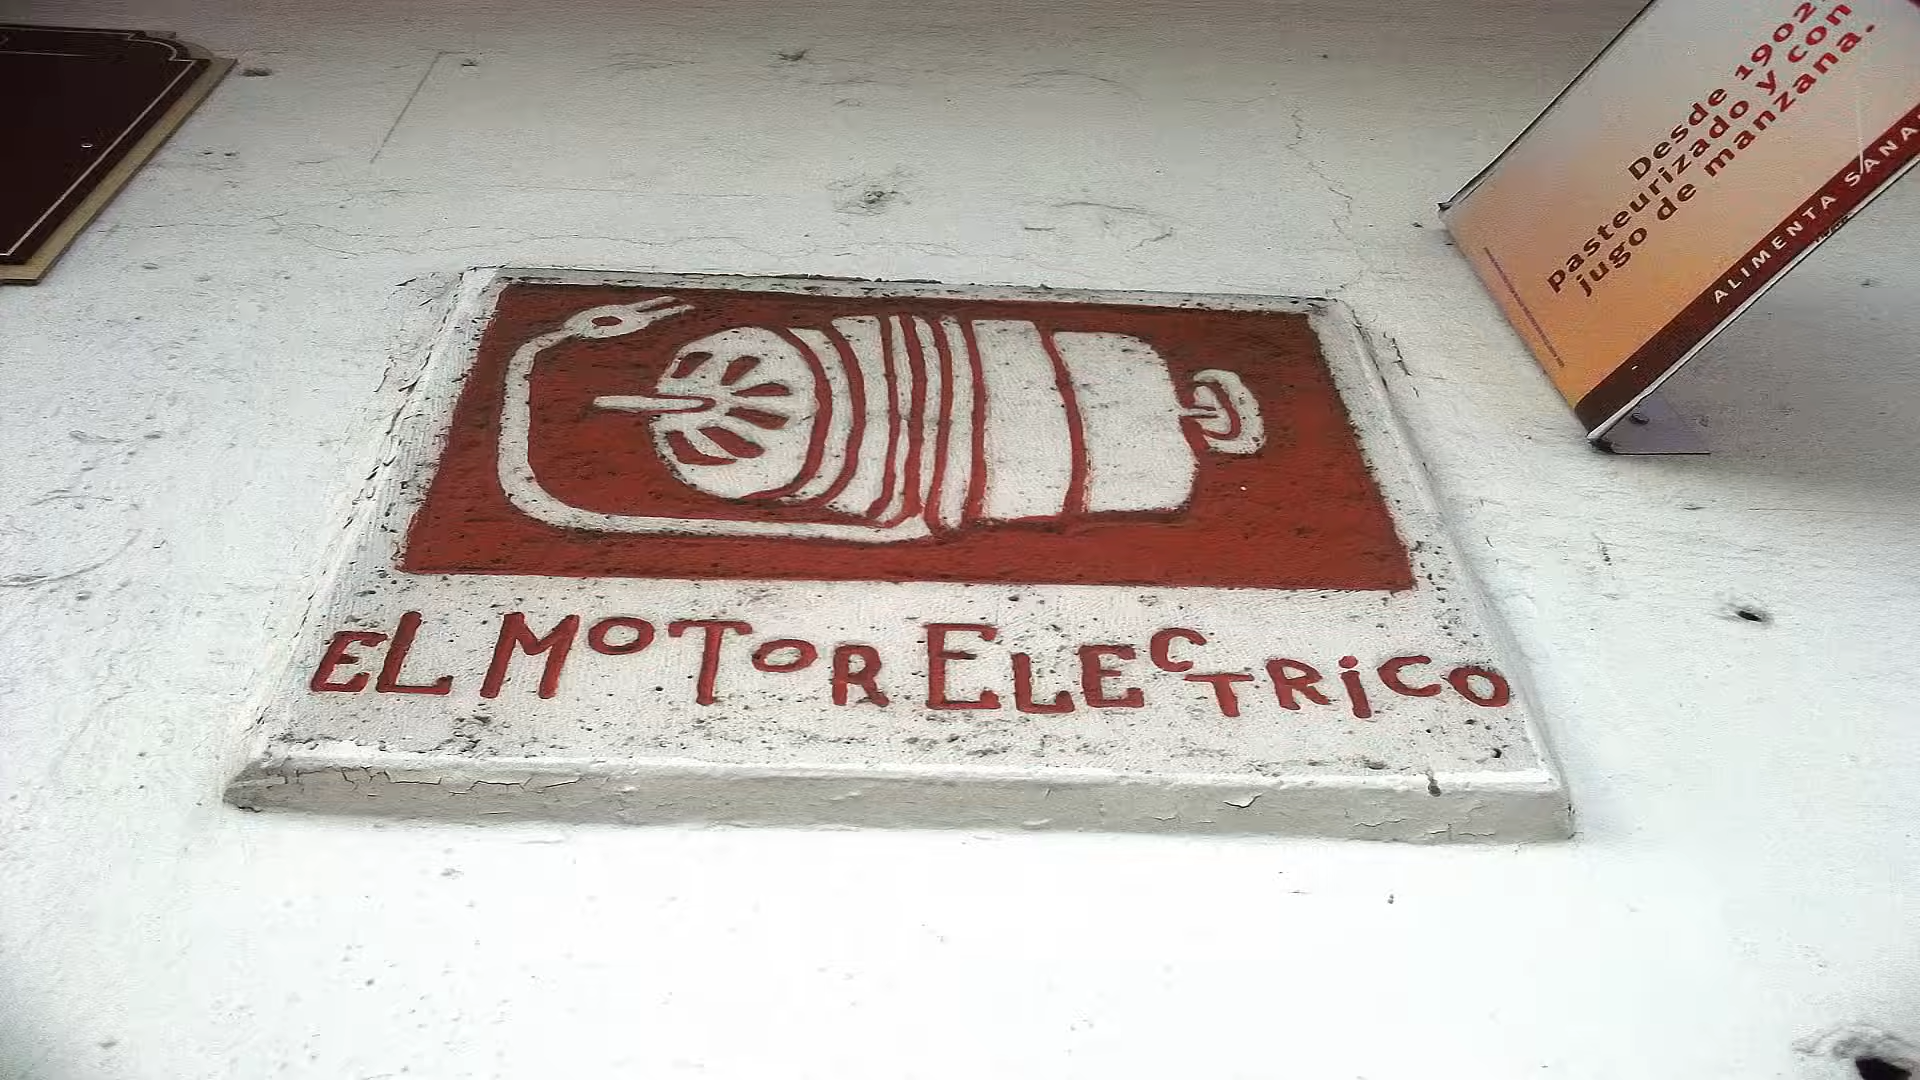 Desde 1902.
pasteurizado y con
jugo de manzana.
ALIMENTA SANA
EL MOTOR ELECTRiCO